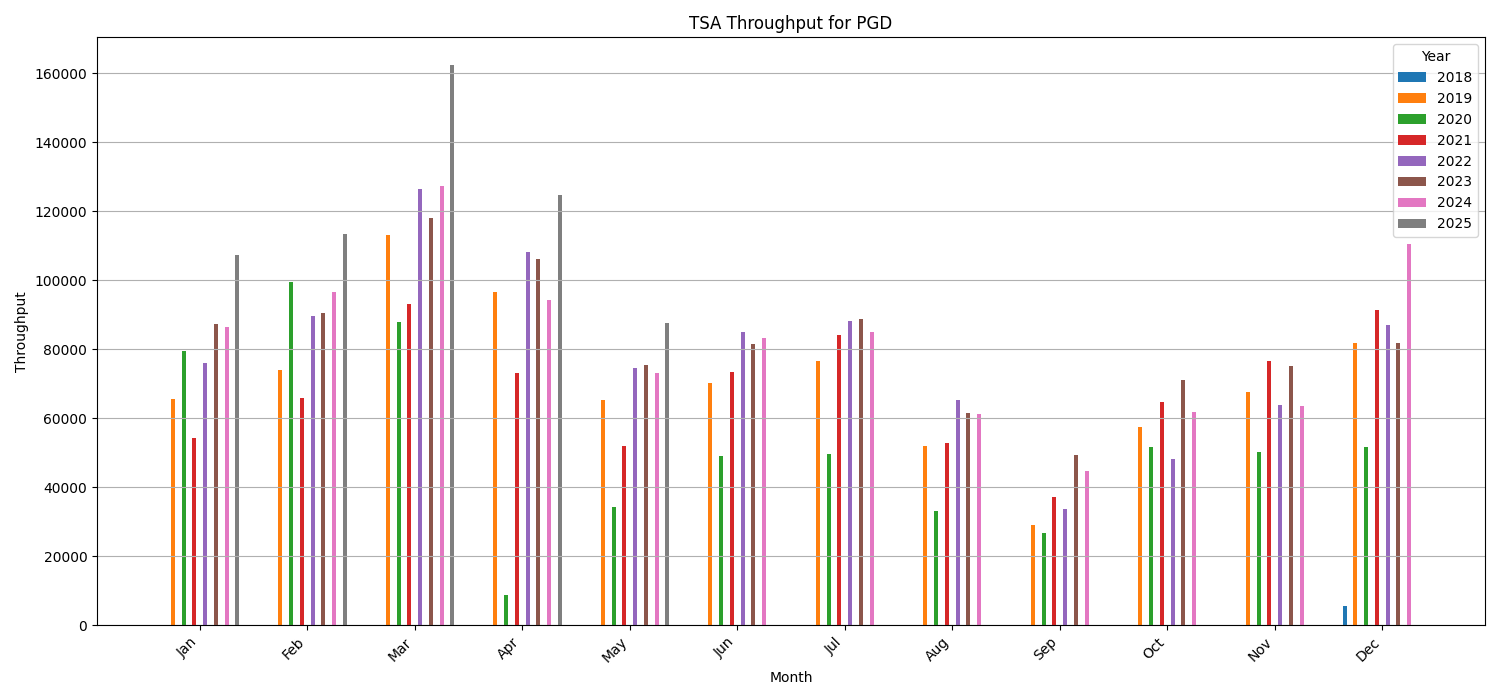 TSA Throughput for PGD
Year
2018
2019
2020
2021
2022
2023
2024
2025
Throughput
160000
140000
120000
100000
80000
60000
40000
20000
0
Jan
Feb
Mar
Apr
May
Jun
Jul
Aug
Sep
Oct
Nov
Dec
Month